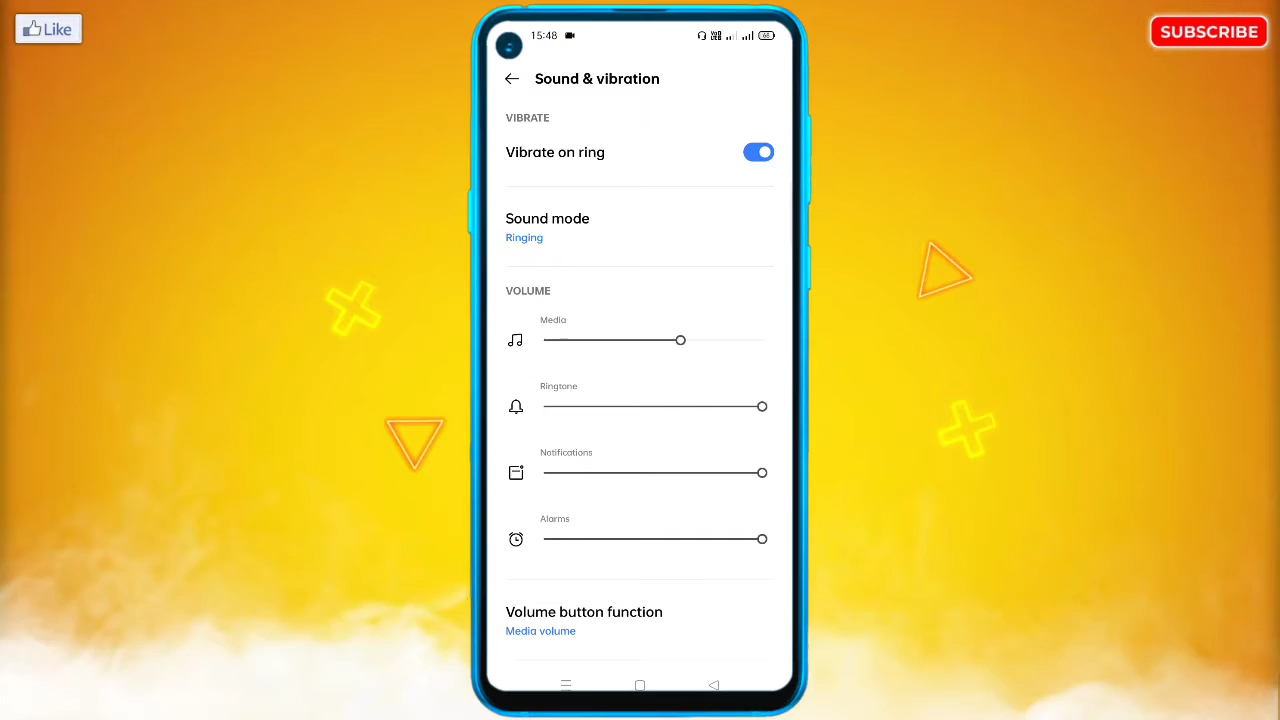 Like
SUBSCRIBE
15:48
Sound & vibration
VIBRATE
Vibrate on ring
Sound mode
Ringing
VOLUME
Media
Ringtone
Notifications
Alarms
Volume button function
Media volume